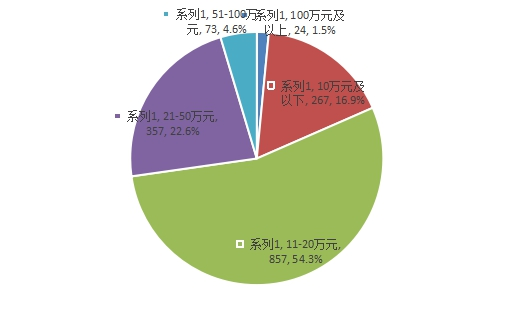 系列1, 51-100万
元, 73, 4.6%
系列1, 100万元及
以上, 24, 1.5%
系列1, 10万元及
以下, 267, 16.9%
系列1, 21-50万元,
357, 22.6%
系列1, 11-20万元,
857, 54.3%